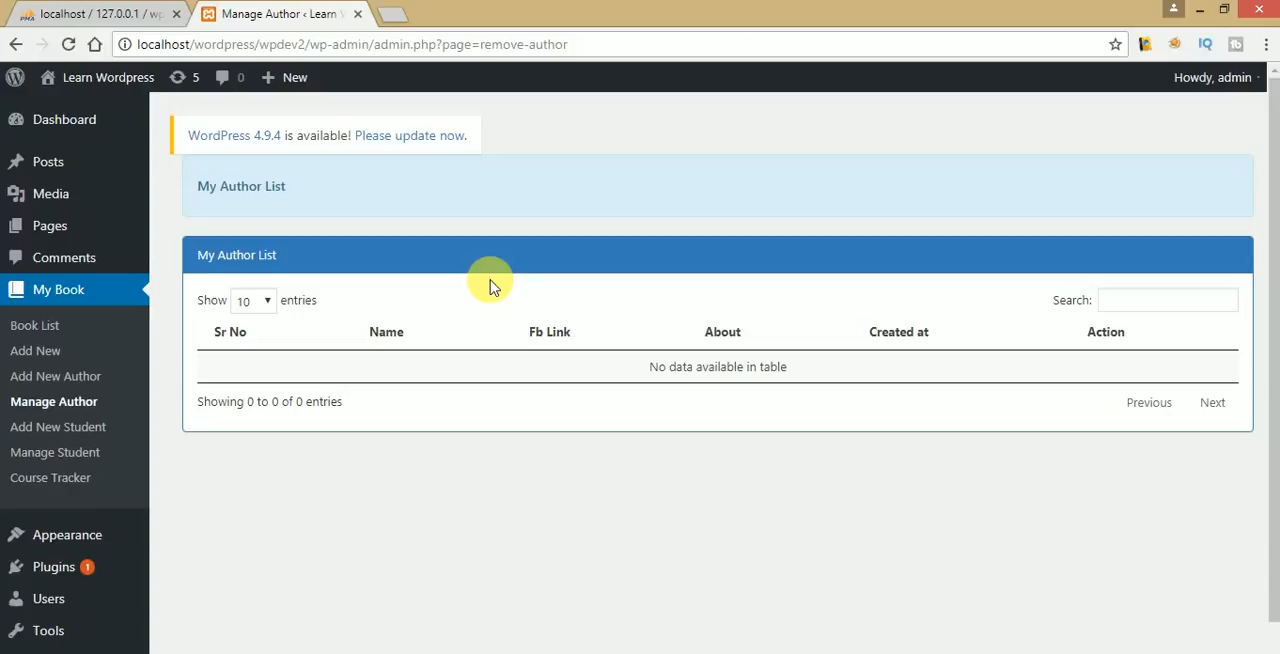 localhost / 127.0.0.1 / wp
Manage Author ‹ Learn
localhost/wordpress/wpdev2/wp-admin/admin.php?page=remove-author
Learn Wordpress 5 0 New Howdy, admin
Dashboard
Posts
Media
Pages
Comments
My Book
Book List
Add New
Add New Author
Manage Author
Add New Student
Manage Student
Course Tracker
Appearance
Plugins 1
Users
Tools
WordPress 4.9.4 is available! Please update now.
My Author List
My Author List
Show 10 entries Search:
Sr No Name Fb Link About Created at Action
No data available in table
Showing 0 to 0 of 0 entries Previous Next